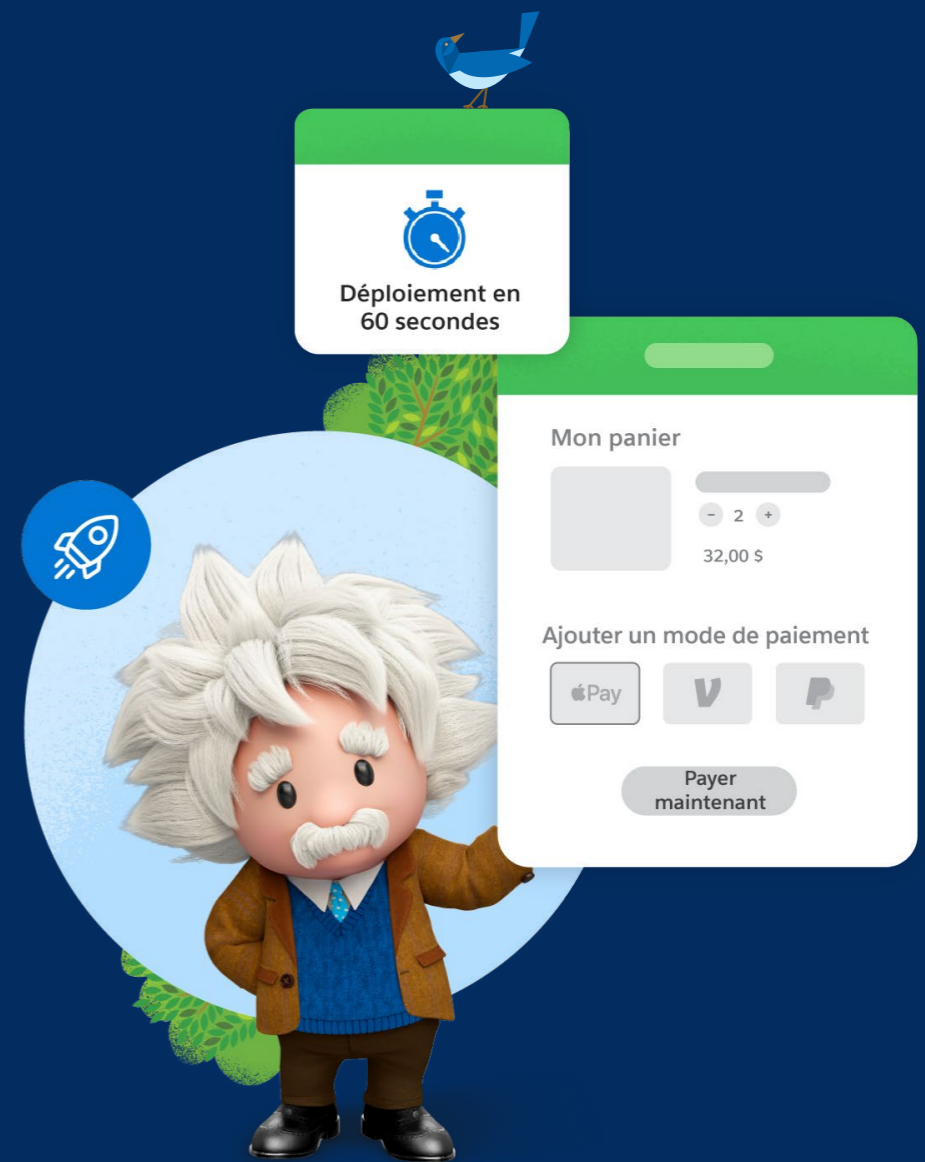 Déploiement en
60 secondes
Mon panier
- 2 +
32,00 $
Ajouter un mode de paiement
Pay
Payer
maintenant